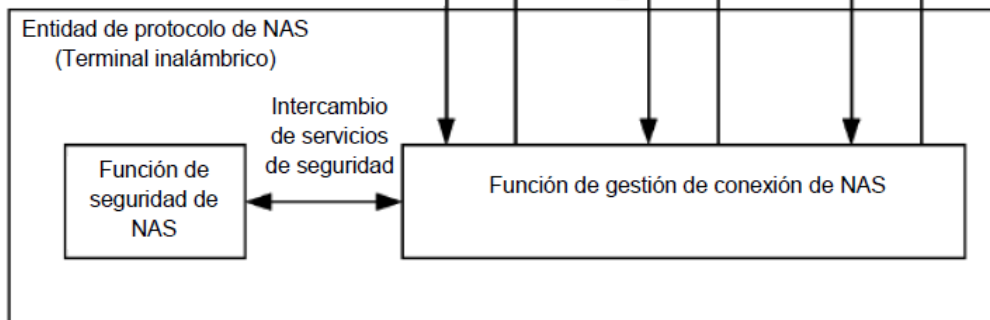 Entidad de protocolo de NAS
(Terminal inalámbrico)
Intercambio
de servicios
de seguridad
Función de
seguridad de
NAS
Función de gestión de conexión de NAS